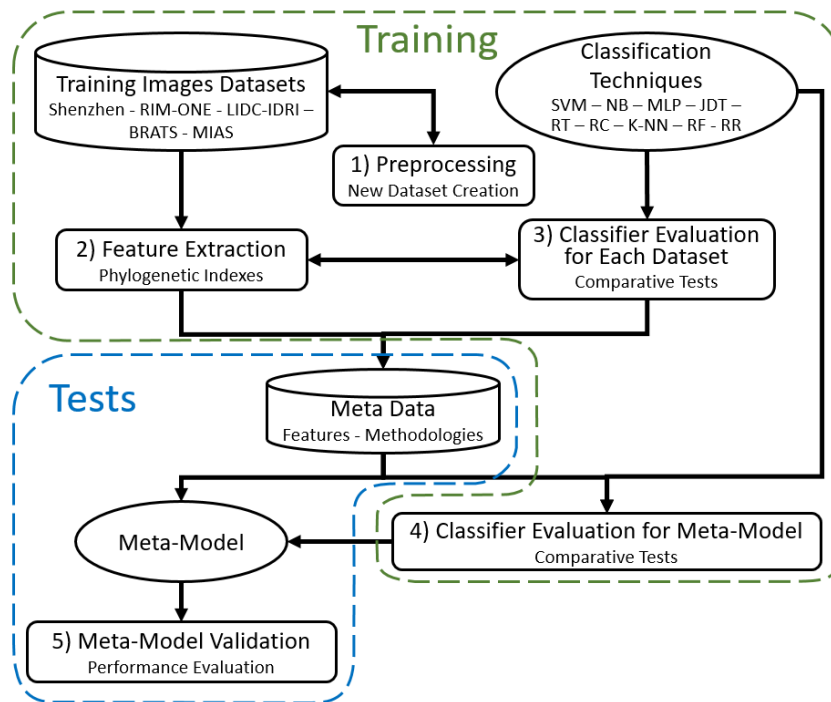 Training
Training Images Datasets
Shenzhen - RIM-ONE - LIDC-IDRI –
BRATS - MIAS
Classification
Techniques
SVM – NB – MLP – JDT –
RT – RC – K-NN – RF - RR
1) Preprocessing
New Dataset Creation
2) Feature Extraction
Phylogenetic Indexes
3) Classifier Evaluation
for Each Dataset
Comparative Tests
Tests
Meta Data
Features - Methodologies
Meta-Model
4) Classifier Evaluation for Meta-Model
Comparative Tests
5) Meta-Model Validation
Performance Evaluation